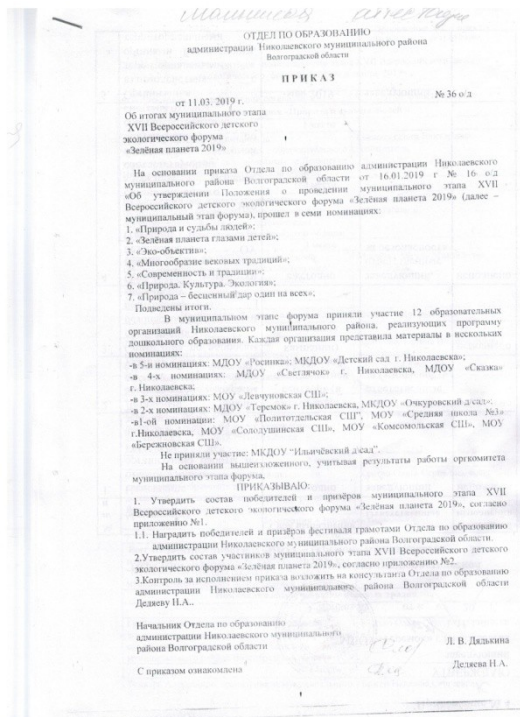 ОТДЕЛ ПО ОБРАЗОВАНИЮ
администрации Николаевского муниципального района
Волгоградской области
П Р И К А З
№ 36 о/д
от 11.03. 2019 г.
Об итогах муниципального этапа
XVII Всероссийского детского
экологического форума
«Зелёная планета 2019»
На основании приказа Отдела по образованию администрации Николаевского
муниципального района Волгоградской области от 16.01.2019 г № 16 о/д
«Об утверждении Положения о проведении муниципального этапа XVII
Всероссийского детского экологического форума «Зелёная планета 2019» (далее –
муниципальный этап форума), прошел в семи номинациях:
1. «Природа и судьбы людей»;
2. «Зелёная планета глазами детей»;
3. «Эко-объектив»;
4. «Многообразие вековых традиций»;
5. «Современность и традиции»;
6. «Природа. Культура. Экология»;
7. «Природа – бесценный дар один на всех»;
Подведены итоги.
В муниципальном этапе форума приняли участие 12 образовательных
организаций Николаевского муниципального района, реализующих программу
дошкольного образования. Каждая организация представила материалы в нескольких
номинациях:
-в 5-и номинациях: МДОУ «Росинка»; МКДОУ «Детский сад г. Николаевска»;
-в 4-х номинациях: МДОУ «Светлячок» г. Николаевска, МДОУ «Сказка»
г. Николаевска;
-в 3-х номинациях: МОУ «Левчуновская СШ»;
-в 2-х номинациях: МДОУ «Теремок» г. Николаевска, МКДОУ «Очкуровский д/сад».
-в1-ой номинации: МОУ «Политотдельская СШ", МОУ «Средняя школа №3»
г.Николаевска, МОУ «Солодушинская СШ», МОУ «Комсомольская СШ», МОУ
«Бережновская СШ».
Не приняли участие: МКДОУ "Ильичёвский д/сад".
На основании вышеизложенного, учитывая результаты работы оргкомитета
муниципального этапа форума,
ПРИКАЗЫВАЮ:
1. Утвердить состав победителей и призёров муниципального этапа XVII
Всероссийского детского экологического форума «Зелёная планета 2019», согласно
приложению №1.
1.1. Наградить победителей и призёров фестиваля грамотами Отдела по образованию
администрации Николаевского муниципального района Волгоградской области.
2.Утвердить состав участников муниципального этапа XVII Всероссийского детского
экологического форума «Зелёная планета 2019», согласно приложению №2.
3.Контроль за исполнением приказа возложить на консультанта Отдела по образованию
администрации Николаевского муниципального района Волгоградской области
Дедяеву Н.А..
Начальник Отдела по образованию
администрации Николаевского муниципального
района Волгоградской области
Л. В. Дядькина
С приказом ознакомлена
Дедяева Н.А.